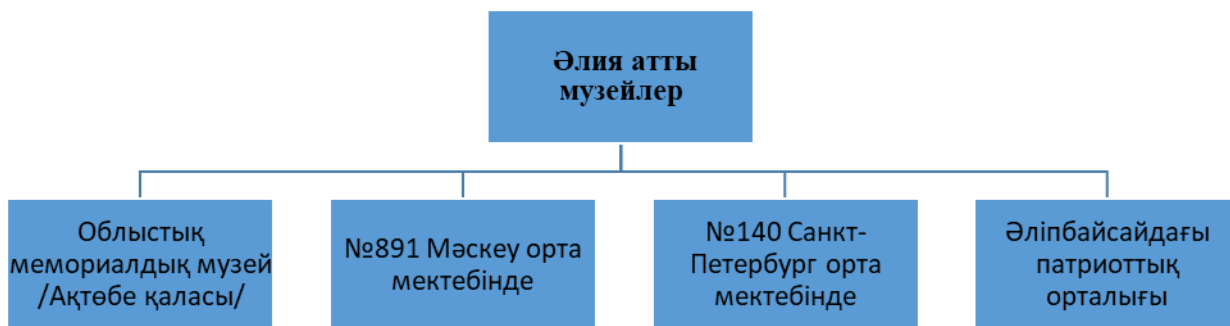 Әлия атты
музейлер
Облыстық
мемориалдық музей
/Ақтөбе қаласы/
№891 Мәскеу орта
мектебінде
№140 Санкт-
Петербург орта
мектебінде
Әліпбайсайдағы
патриоттық
орталығы